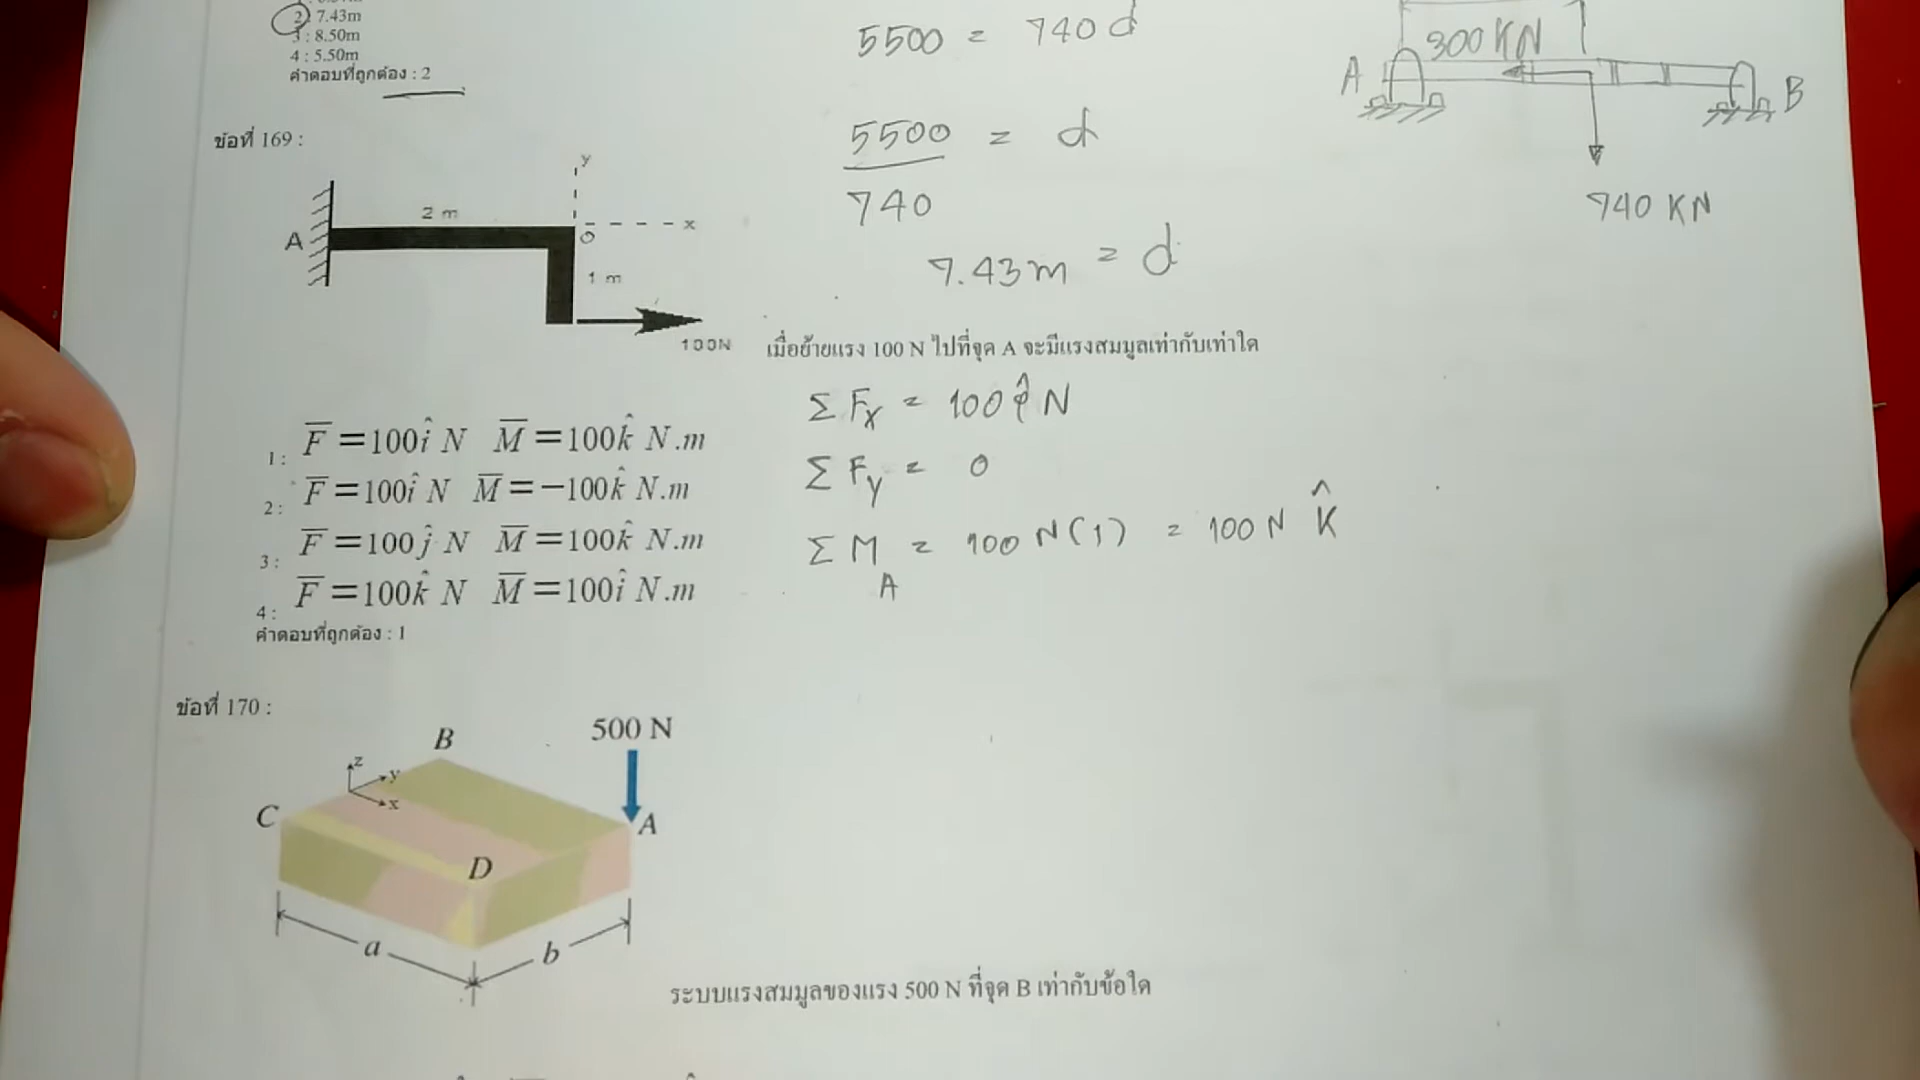 2 : 7.43m
3 : 8.50m
4 : 5.50m
คำตอบที่ถูกต้อง : 2
5500 = 740 d
5500 = d
740
7.43 m = d
300 KN
A
B
740 KN
ข้อที่ 169 :
y
2 m
x
A
O
1 m
100N
เมื่อย้ายแรง 100 N ไปที่จุด A จะมีแรงสมมูลเท่ากับเท่าใด
1 : F̅ = 100î N M̅ = 100k̂ N.m
2 : F̅ = 100î N M̅ = −100k̂ N.m
3 : F̅ = 100ĵ N M̅ = 100k̂ N.m
4 : F̅ = 100k̂ N M̅ = 100î N.m
คำตอบที่ถูกต้อง : 1
Σ Fx = 100 î N
Σ Fy = 0
Σ M A = 100 N (1) = 100 N K̂
ข้อที่ 170 :
500 N
B
z
y
x
C
A
D
a
b
ระบบแรงสมมูลของแรง 500 N ที่จุด B เท่ากับข้อใด